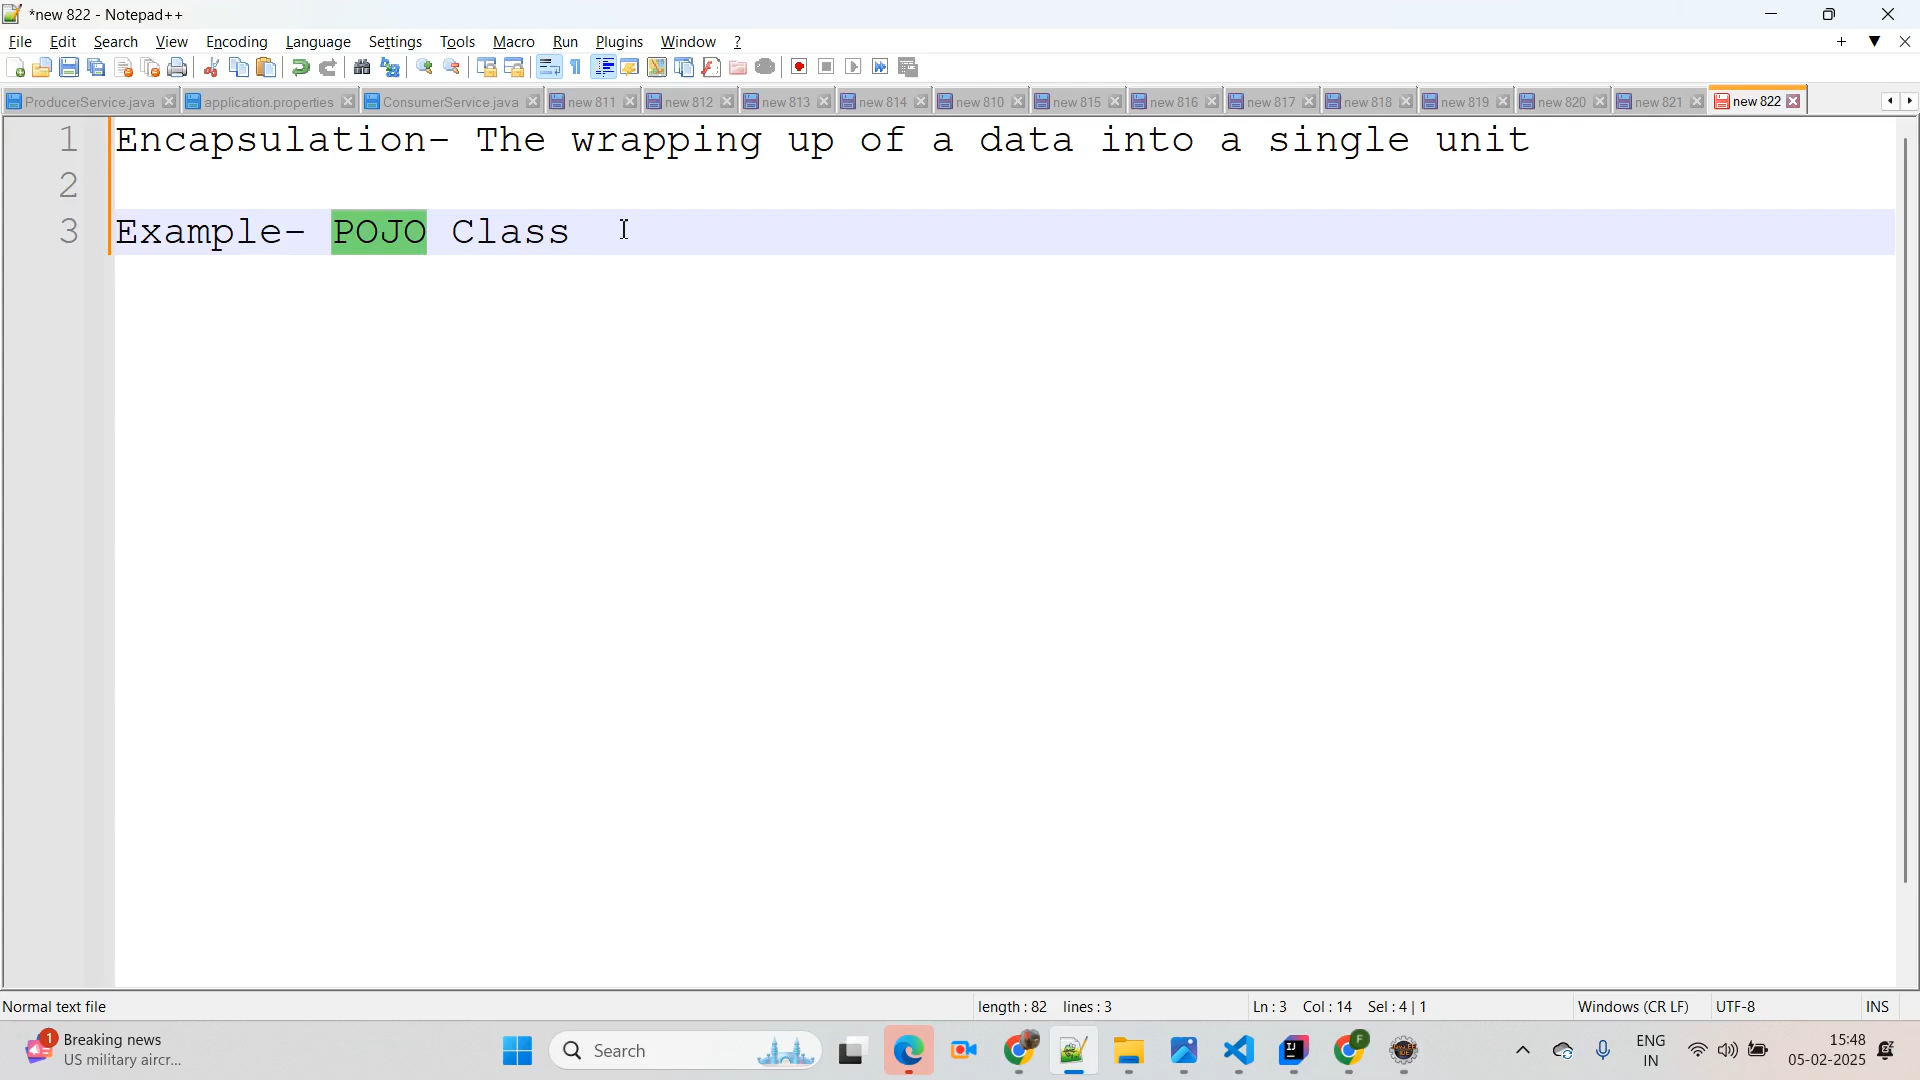 *new 822 - Notepad++
File Edit Search View Encoding Language Settings Tools Macro Run Plugins Window ?
ProducerService.java application.properties ConsumerService.java new 811 new 812 new 813 new 814 new 810 new 815 new 816 new 817 new 818 new 819 new 820 new 821 new 822
1 Encapsulation- The wrapping up of a data into a single unit
2
3 Example- POJO Class
Normal text file length : 82 lines : 3 Ln : 3 Col : 14 Sel : 4 | 1 Windows (CR LF) UTF-8 INS
1 Breaking news
US military aircr...
Search
F
ENG
IN
15:48
05-02-2025